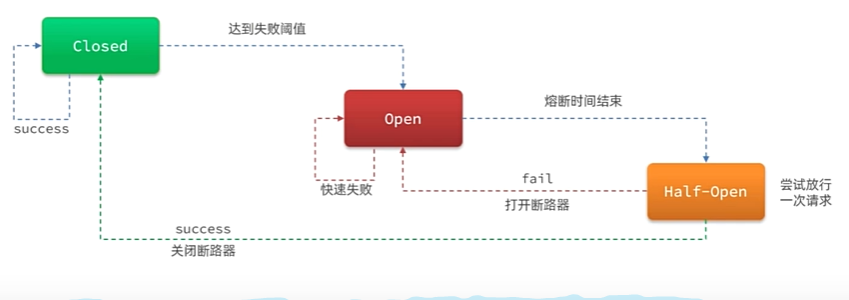 Closed
达到失败阈值
success
Open
熔断时间结束
快速失败
fail
打开断路器
Half-Open
尝试放行
一次请求
success
关闭断路器